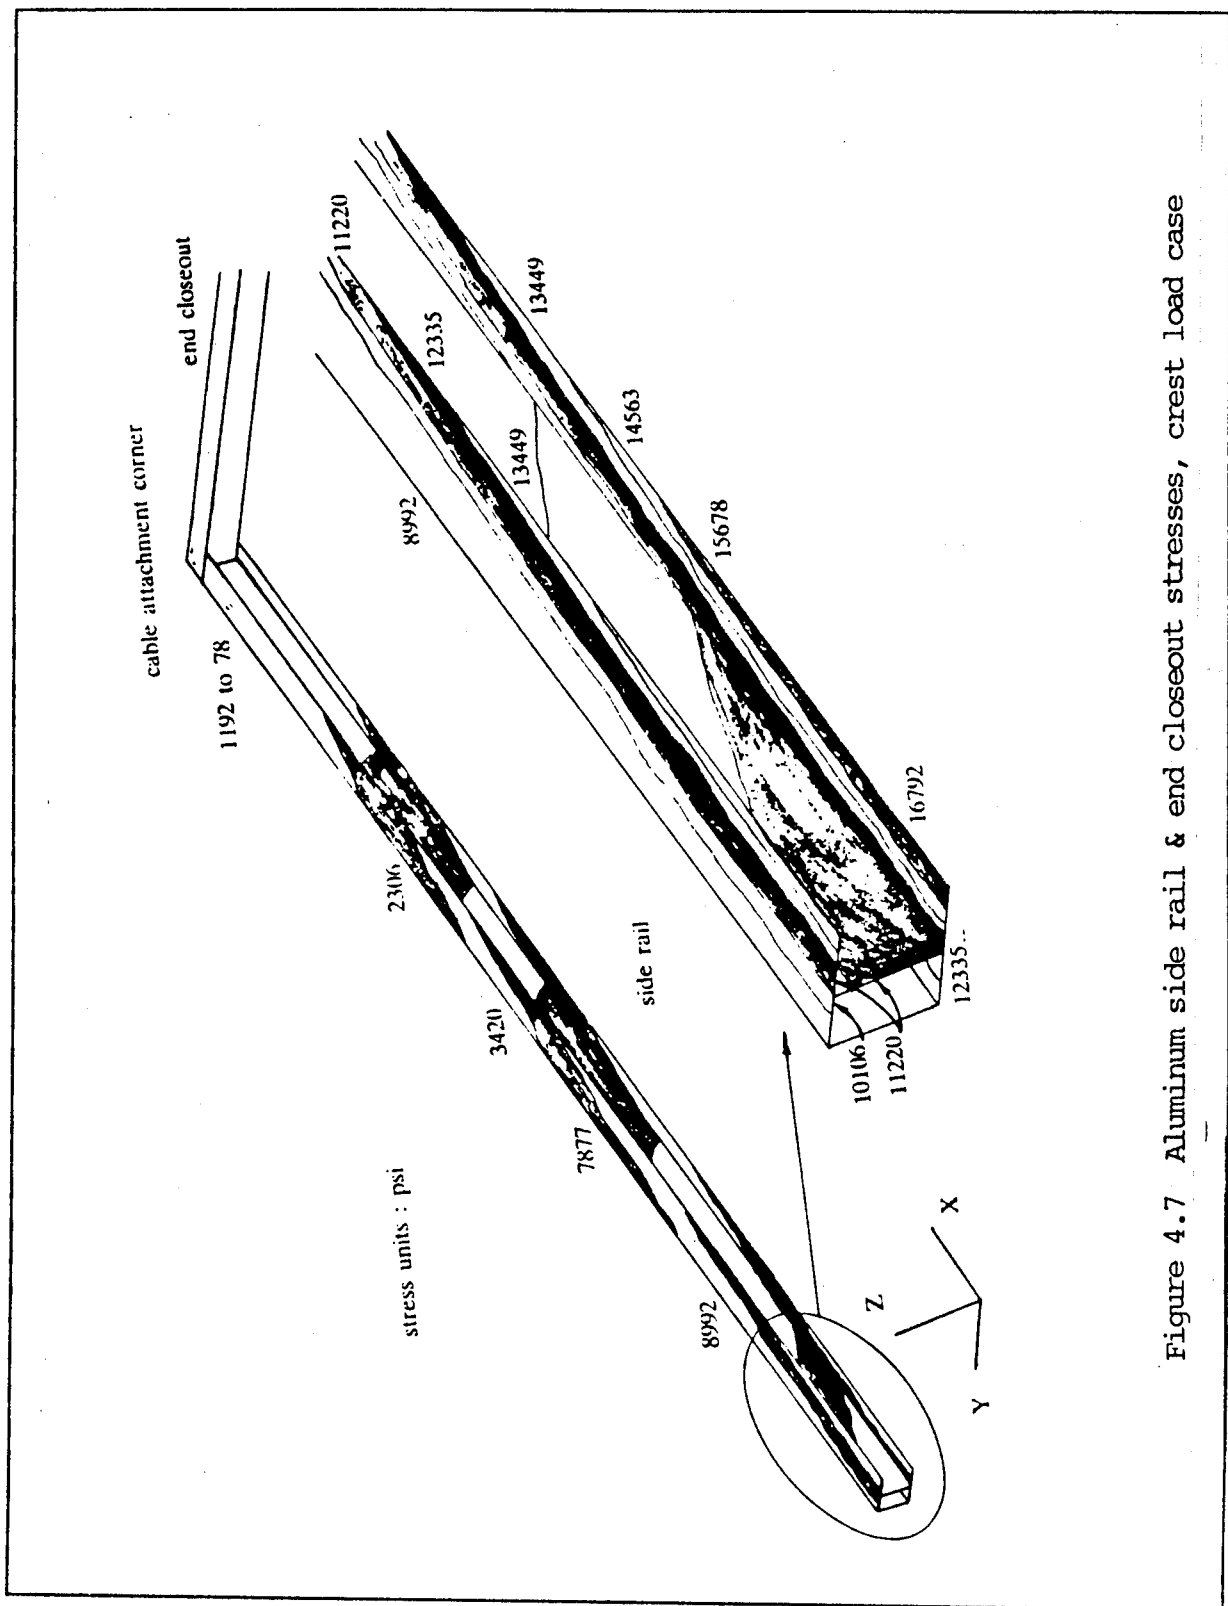 cable attachment corner
end closeout
1192 to 78
2306
3420
7877
8992
stress units : psi
side rail
11220
12335
8992
13449
13449
14563
15678
16792
10106
11220
12335
Z
X
Y
Figure 4.7 Aluminum side rail & end closeout stresses, crest load case